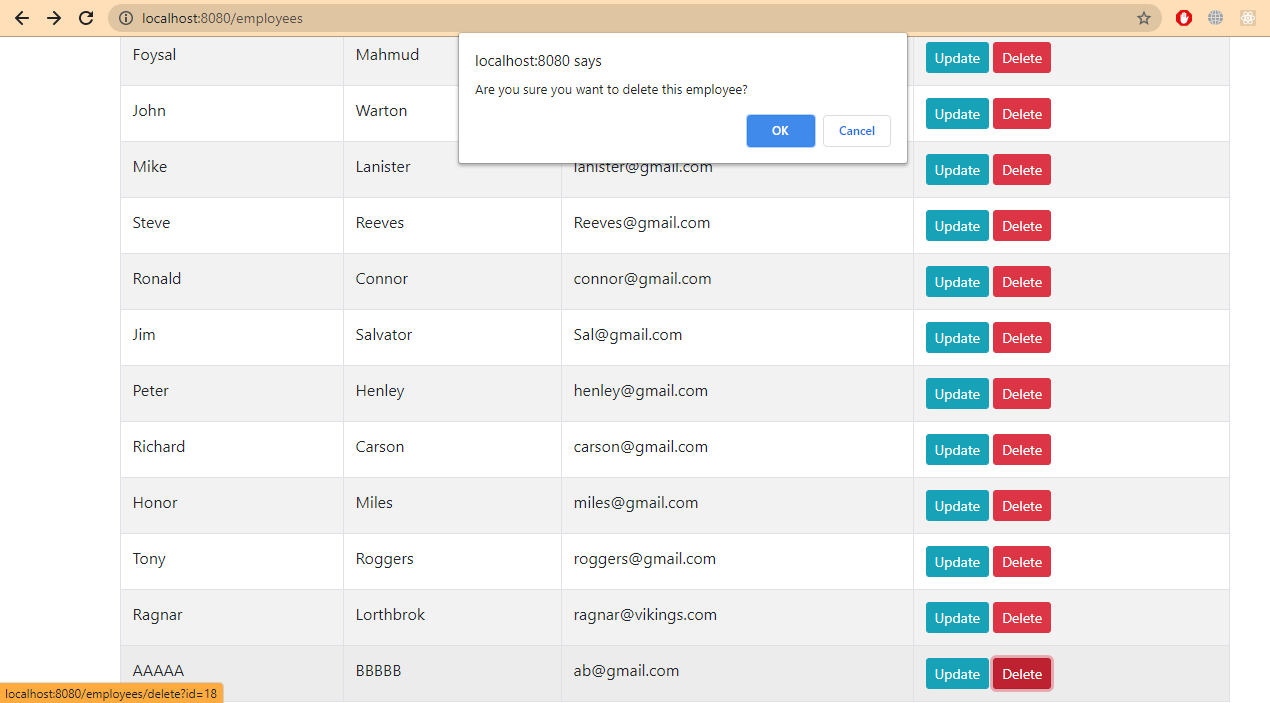 localhost:8080/employees
localhost:8080 says
Are you sure you want to delete this employee?
OK Cancel
Foysal Mahmud Update Delete
John Warton Update Delete
Mike Lanister lanister@gmail.com Update Delete
Steve Reeves Reeves@gmail.com Update Delete
Ronald Connor connor@gmail.com Update Delete
Jim Salvator Sal@gmail.com Update Delete
Peter Henley henley@gmail.com Update Delete
Richard Carson carson@gmail.com Update Delete
Honor Miles miles@gmail.com Update Delete
Tony Roggers roggers@gmail.com Update Delete
Ragnar Lorthbrok ragnar@vikings.com Update Delete
AAAAA BBBBB ab@gmail.com Update Delete
localhost:8080/employees/delete?id=18